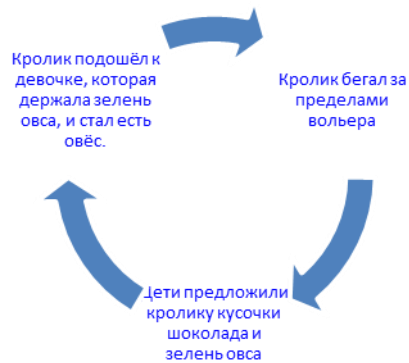 Кролик подошёл к
девочке, которая
держала зелень
овса, и стал есть
овёс.
Кролик бегал за
пределами
вольера
Дети предложили
кролику кусочки
шоколада и
зелень овса